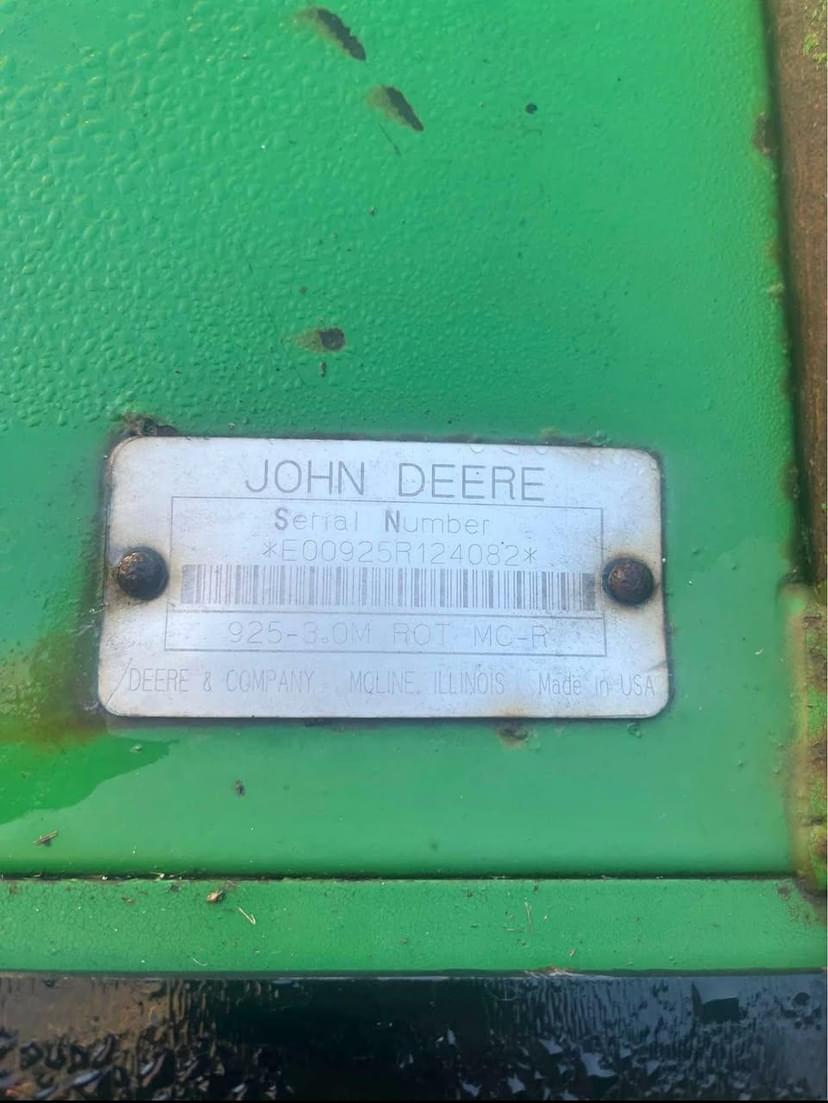 JOHN DEERE
Serial Number
*E00925R124082*
925-3.0M ROT MC-R
DEERE & COMPANY MOLINE, ILLINOIS Made in USA